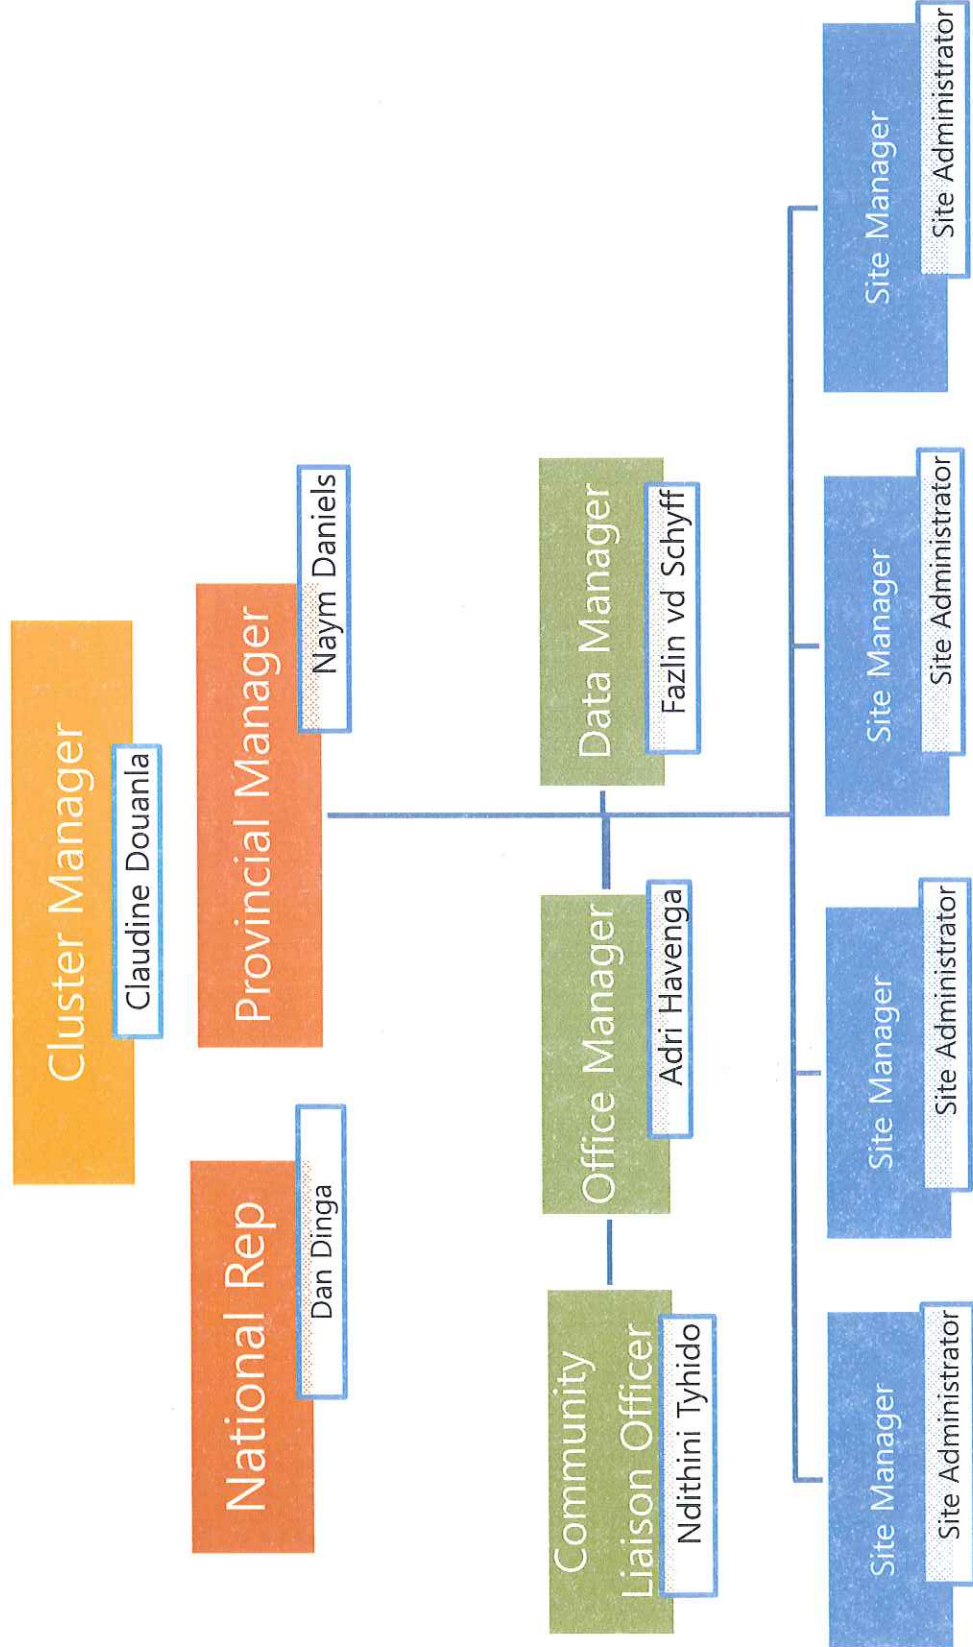 Cluster Manager
Claudine Douanla
National Rep
Dan Dinga
Provincial Manager
Naym Daniels
Community
Liaison Officer
Ndithini Tyhido
Office Manager
Adri Havenga
Data Manager
Fazlin vd Schyff
Site Manager
Site Administrator
Site Manager
Site Administrator
Site Manager
Site Administrator
Site Manager
Site Administrator